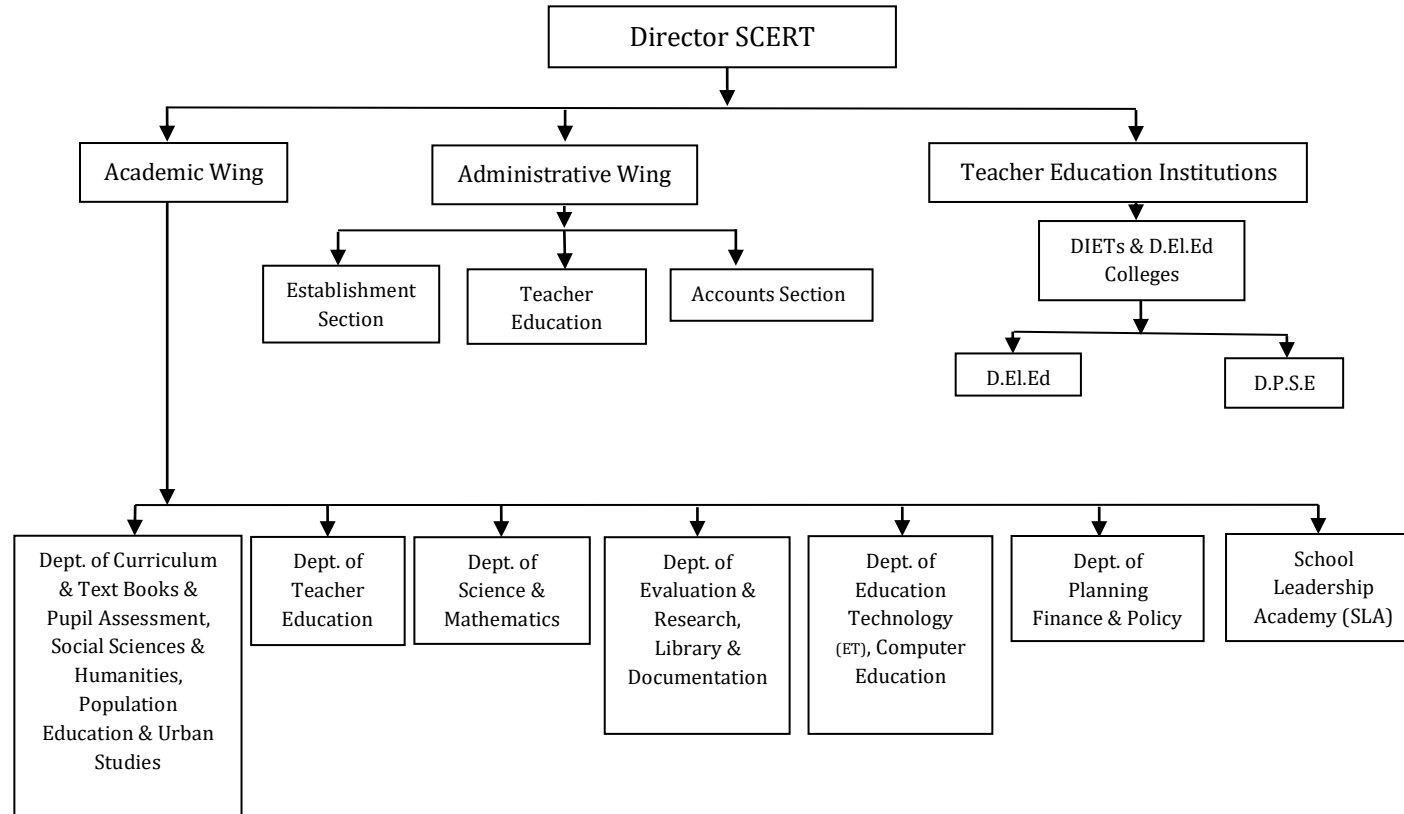 Director SCERT
Academic Wing
Administrative Wing
Teacher Education Institutions
Establishment
Section
Teacher
Education
Accounts Section
DIETs & D.El.Ed
Colleges
D.El.Ed
D.P.S.E
Dept. of Curriculum
& Text Books &
Pupil Assessment,
Social Sciences &
Humanities,
Population
Education & Urban
Studies
Dept. of
Teacher
Education
Dept. of
Science &
Mathematics
Dept. of
Evaluation &
Research,
Library &
Documentation
Dept. of
Education
Technology
(ET), Computer
Education
Dept. of
Planning
Finance & Policy
School
Leadership
Academy (SLA)